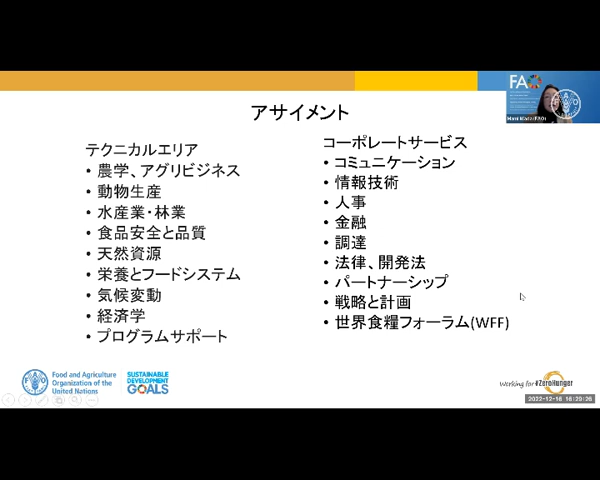 アサイメント
テクニカルエリア
• 農学、アグリビジネス
• 動物生産
• 水産業・林業
• 食品安全と品質
• 天然資源
• 栄養とフードシステム
• 気候変動
• 経済学
• プログラムサポート
コーポレートサービス
• コミュニケーション
• 情報技術
• 人事
• 金融
• 調達
• 法律、開発法
• パートナーシップ
• 戦略と計画
• 世界食糧フォーラム(WFF)
FAO
Food and Agriculture
Organization of the
United Nations
SUSTAINABLE
DEVELOPMENT
GOALS
Working for #ZeroHunger
2022-12-16 16:20:26